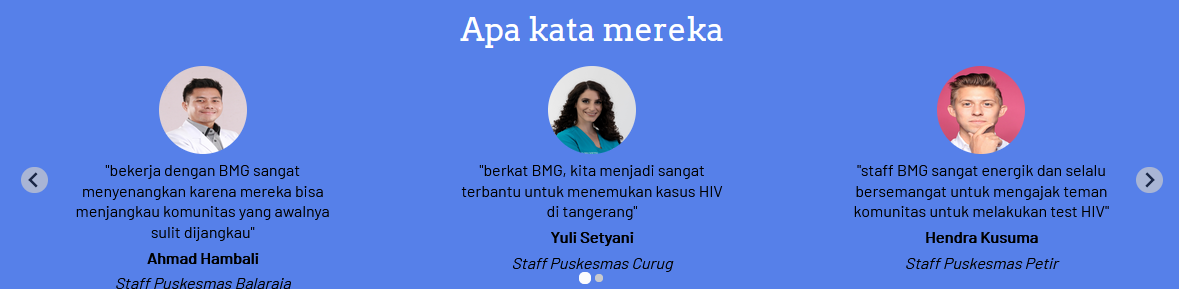 Apa kata mereka
"bekerja dengan BMG sangat
menyenangkan karena mereka bisa
menjangkau komunitas yang awalnya
sulit dijangkau"
Ahmad Hambali
Staff Puskesmas Balaraja
"berkat BMG, kita menjadi sangat
terbantu untuk menemukan kasus HIV
di tangerang"
Yuli Setyani
Staff Puskesmas Curug
"staff BMG sangat energik dan selalu
bersemangat untuk mengajak teman
komunitas untuk melakukan test HIV"
Hendra Kusuma
Staff Puskesmas Petir